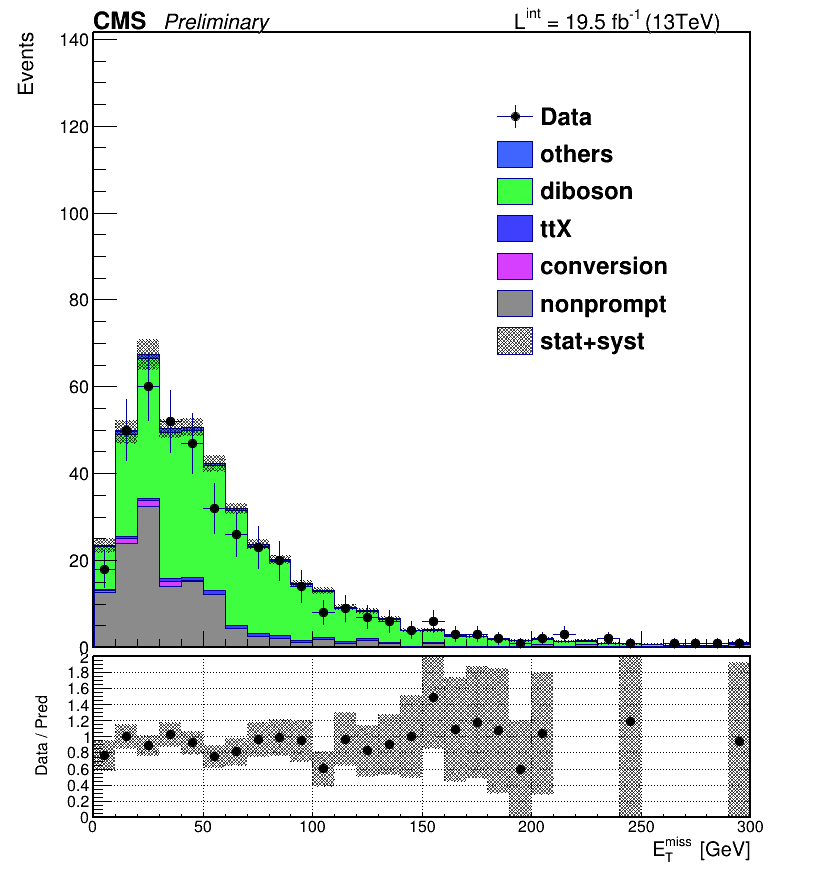 CMS Preliminary L^int = 19.5 fb^-1 (13TeV)
Events
140
120
100
80
60
40
20
0
Data
others
diboson
ttX
conversion
nonprompt
stat+syst
Data / Pred
2
1.8
1.6
1.4
1.2
1
0.8
0.6
0.4
0.2
0
0 50 100 150 200 250 300
E_T^miss [GeV]